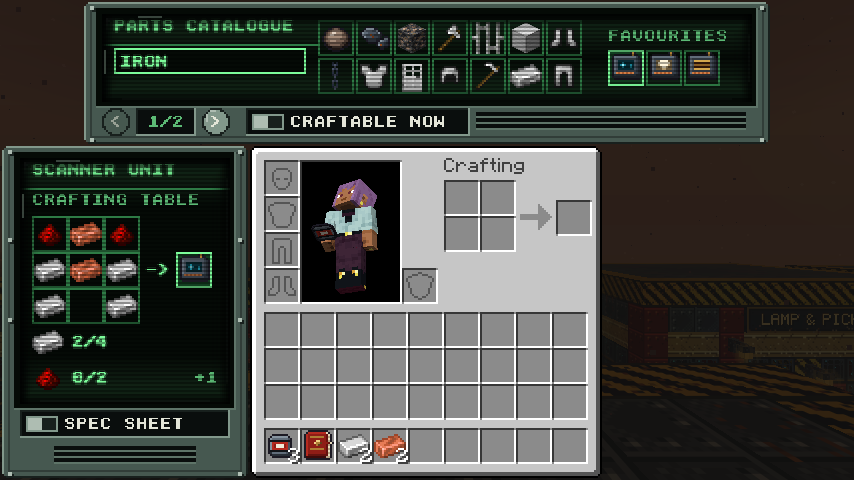 PARTS CATALOGUE
IRON
FAVOURITES
1/2
CRAFTABLE NOW
SCANNER UNIT
CRAFTING TABLE
2/4
0/2
+1
SPEC SHEET
Crafting
LAMP & PICK
3
2
2